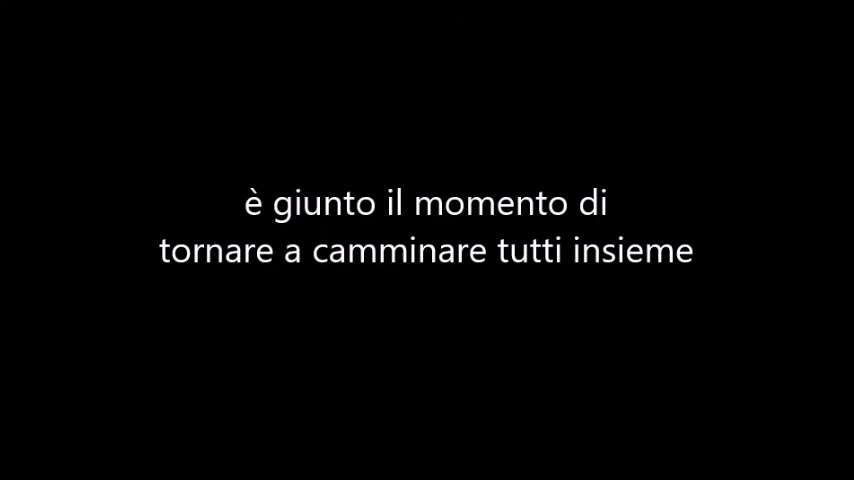 è giunto il momento di
tornare a camminare tutti insieme